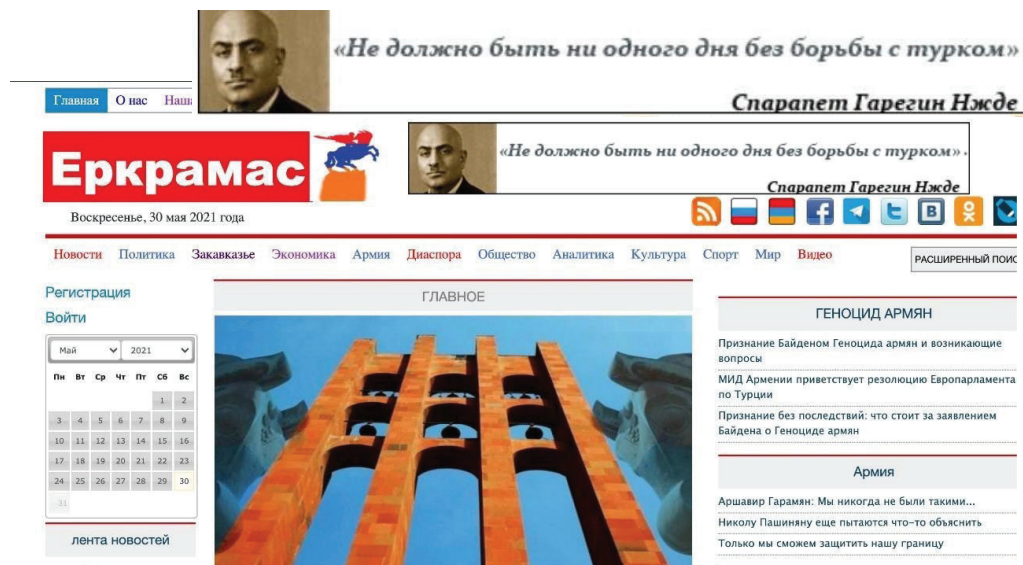 «Не должно быть ни одного дня без борьбы с турком»
Спарапет Гарегин Нжде
Главная О нас
Еркрамас
«Не должно быть ни одного дня без борьбы с турком»
Спарапет Гарегин Нжде
Воскресенье, 30 мая 2021 года
Новости Политика Закавказье Экономика Армия Диаспора Общество Аналитика Культура Спорт Мир Видео
РАСШИРЕННЫЙ ПОИС
Регистрация
Войти
Май 2021
Пн Вт Ср Чт Пт Сб Вс
1 2
3 4 5 6 7 8 9
10 11 12 13 14 15 16
17 18 19 20 21 22 23
24 25 26 27 28 29 30
31
лента новостей
ГЛАВНОЕ
ГЕНОЦИД АРМЯН
Признание Байденом Геноцида армян и возникающие
вопросы
МИД Армении приветствует резолюцию Европарламента
по Турции
Признание без последствий: что стоит за заявлением
Байдена о Геноциде армян
Армия
Аршавир Гарамян: Мы никогда не были такими...
Николу Пашиняну еще пытаются что-то объяснить
Только мы сможем защитить нашу границу